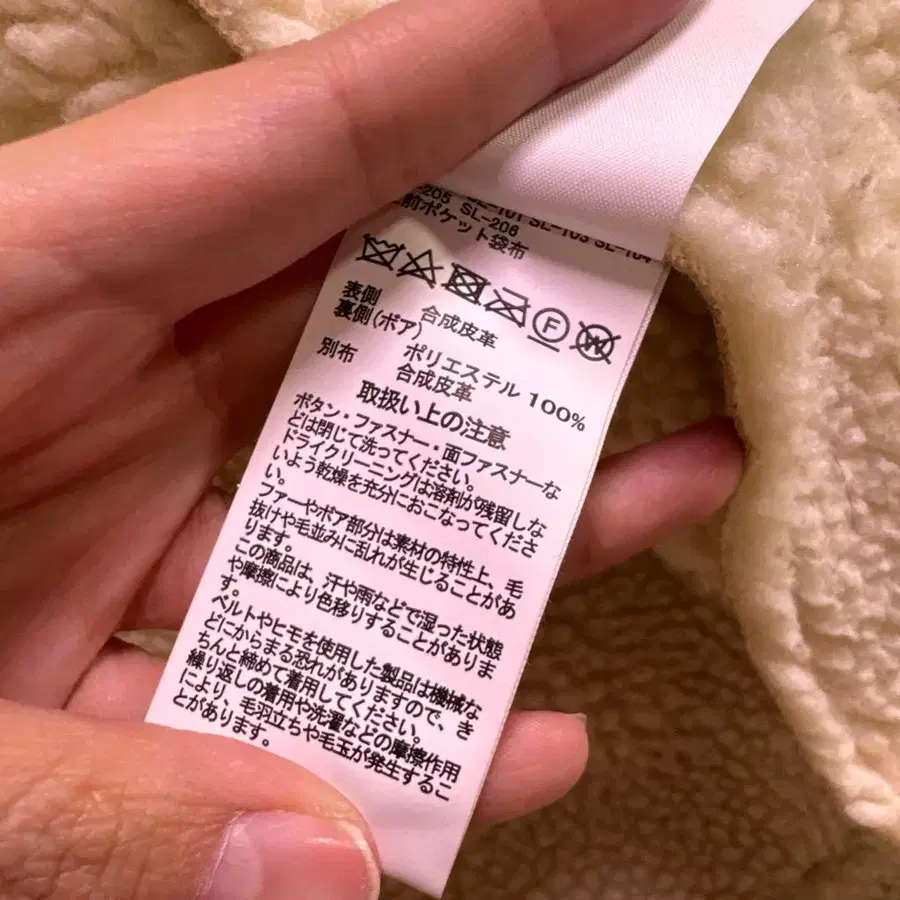 -205 SL-206
SL-101 SL-103 SL-104
前ポケット袋布
F
W
表側 合成皮革
裏側(ボア) ポリエステル 100%
別布 合成皮革
取扱い上の注意
ボタン・ファスナー・面ファスナーな
どは閉じて洗ってください。
ドライクリーニングは溶剤が残留しな
いよう乾燥を充分におこなってくださ
い。
ファーやボア部分は素材の特性上、毛
抜けや毛並みに乱れが生じることがあ
ります。
この商品は、汗や雨などで湿った状態
や摩擦により色移りすることがありま
す。
ベルトやヒモを使用した製品は機械な
どにからまる恐れがありますので、き
ちんと締めて着用してください。
繰り返しの着用や洗濯などの摩擦作用
により、毛羽立ちや毛玉が発生するこ
とがあります。